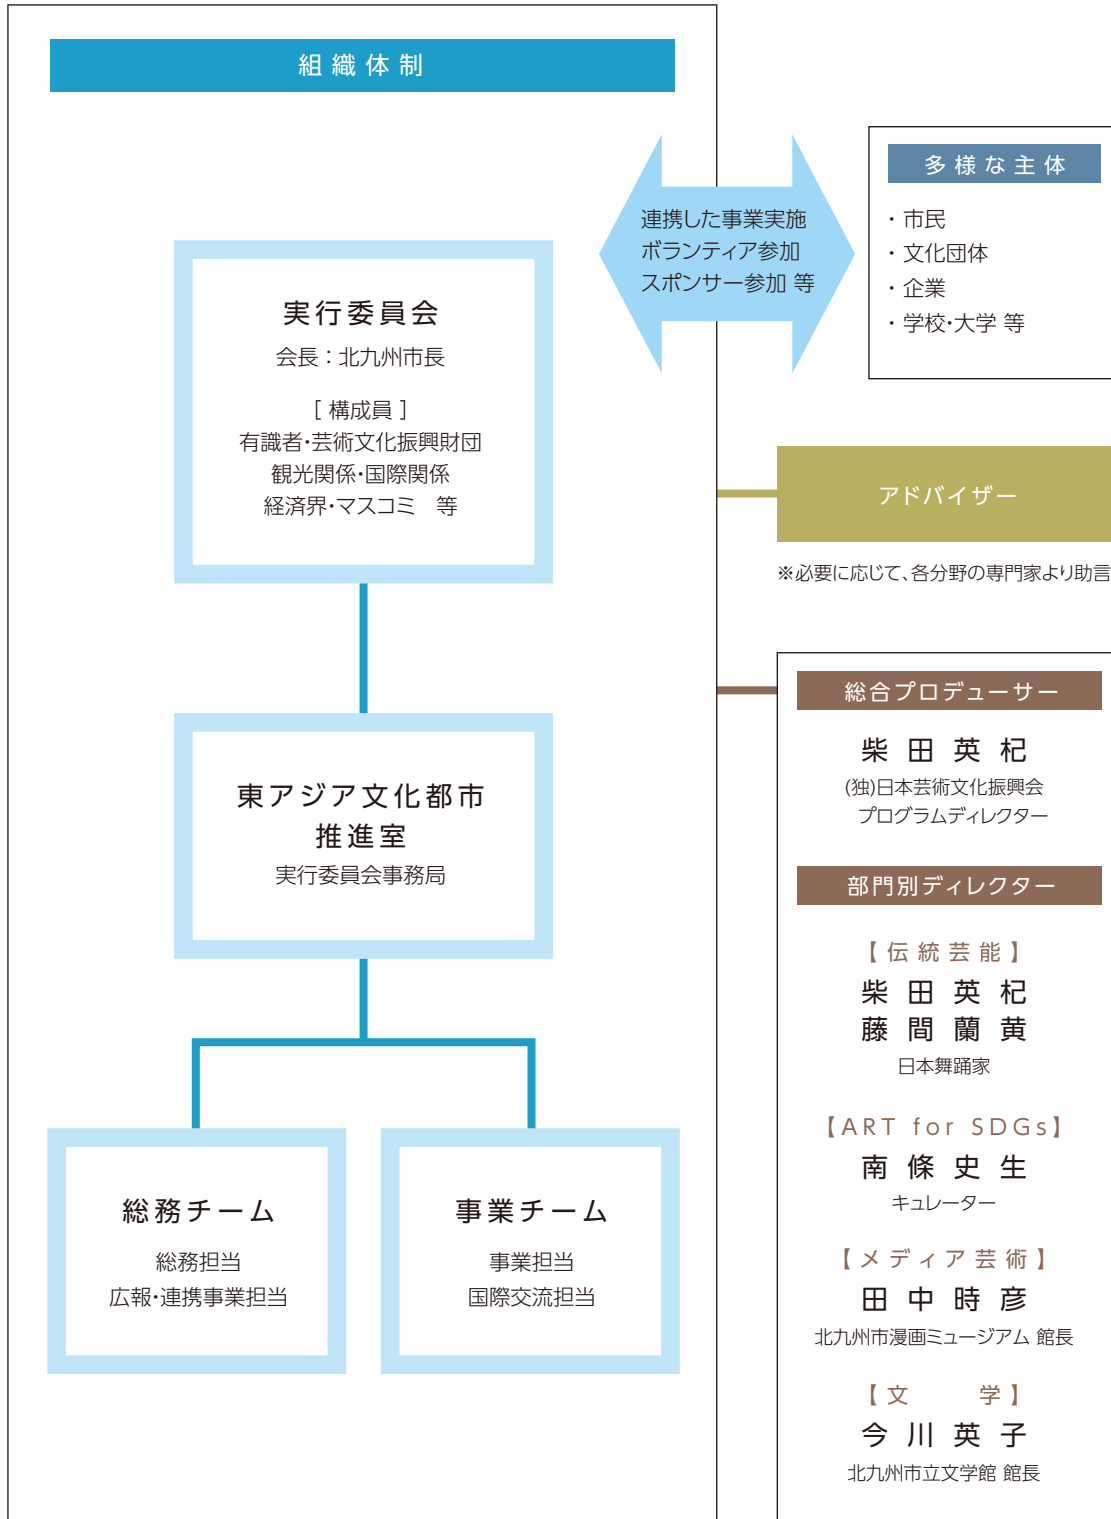 組織体制
連携した事業実施
ボランティア参加
スポンサー参加 等
多様な主体
・市民
・文化団体
・企業
・学校・大学 等
実行委員会
会長：北九州市長
［ 構成員 ］
有識者・芸術文化振興財団
観光関係・国際関係
経済界・マスコミ　等
アドバイザー
※必要に応じて、各分野の専門家より助言
東アジア文化都市
推進室
実行委員会事務局
総務チーム
総務担当
広報・連携事業担当
事業チーム
事業担当
国際交流担当
総合プロデューサー
柴田英杞
(独)日本芸術文化振興会
プログラムディレクター
部門別ディレクター
【伝統芸能】
柴田英杞
藤間蘭黄
日本舞踊家
【ART for SDGs】
南條史生
キュレーター
【メディア芸術】
田中時彦
北九州市漫画ミュージアム 館長
【文　　学】
今川英子
北九州市立文学館 館長